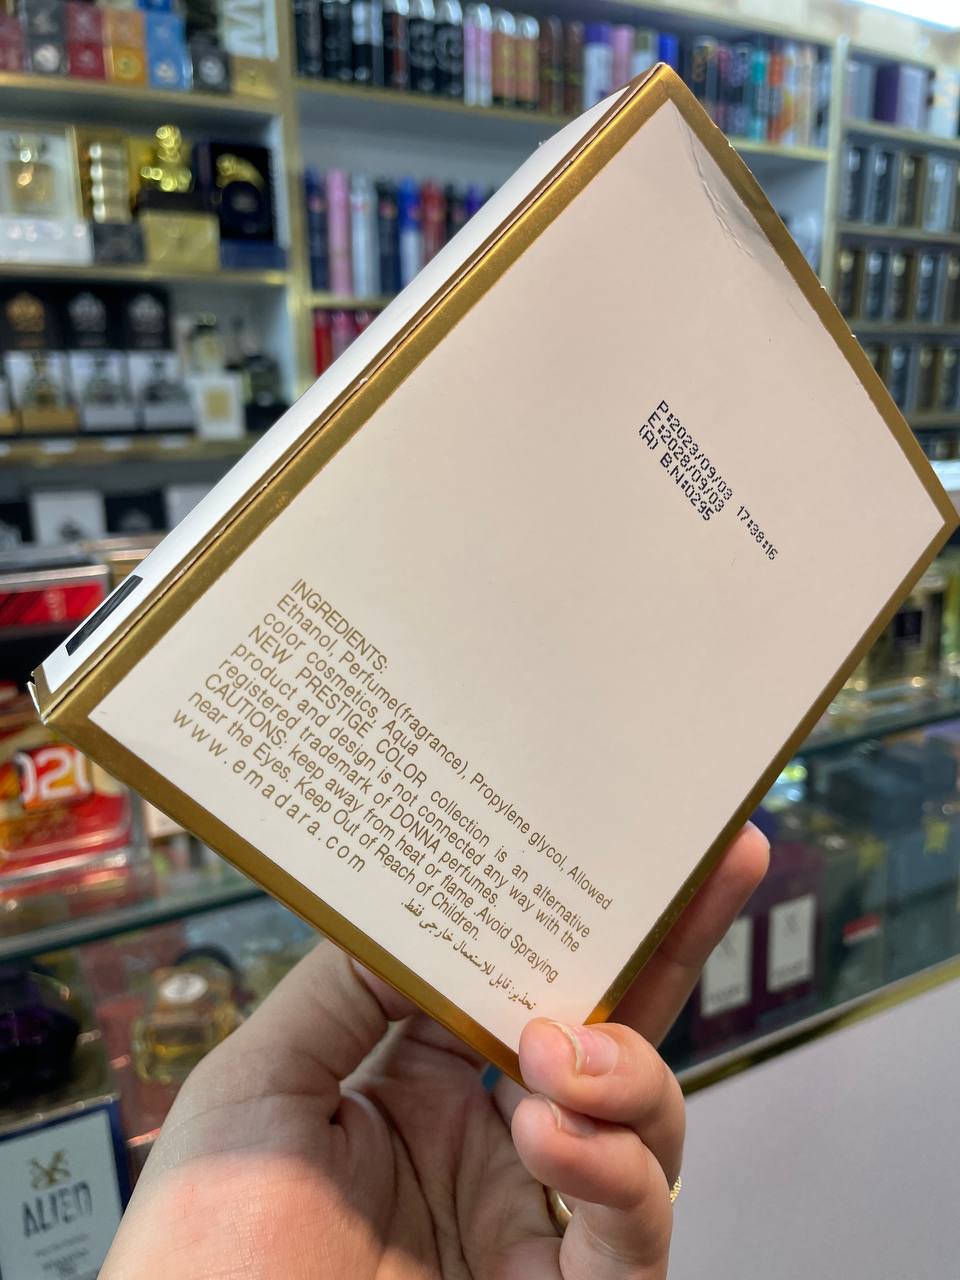 P:2023/09/03 17:38:16
E:2028/09/03
(A) B.N:0295
INGREDIENTS:
Ethanol, Perfume(fragrance), Propylene glycol, Allowed
color cosmetics, Aqua
NEW PRESTIGE COLOR collection is an alternative
product and design is not connected any way with the
registered trademark of DONNA perfumes.
CAUTIONS: keep away from heat or flame. Avoid Spraying
near the Eyes. Keep Out of Reach of Children.
www.emadara.com
تحذير: قابل للاستعمال خارجي فقط.
ALIEN